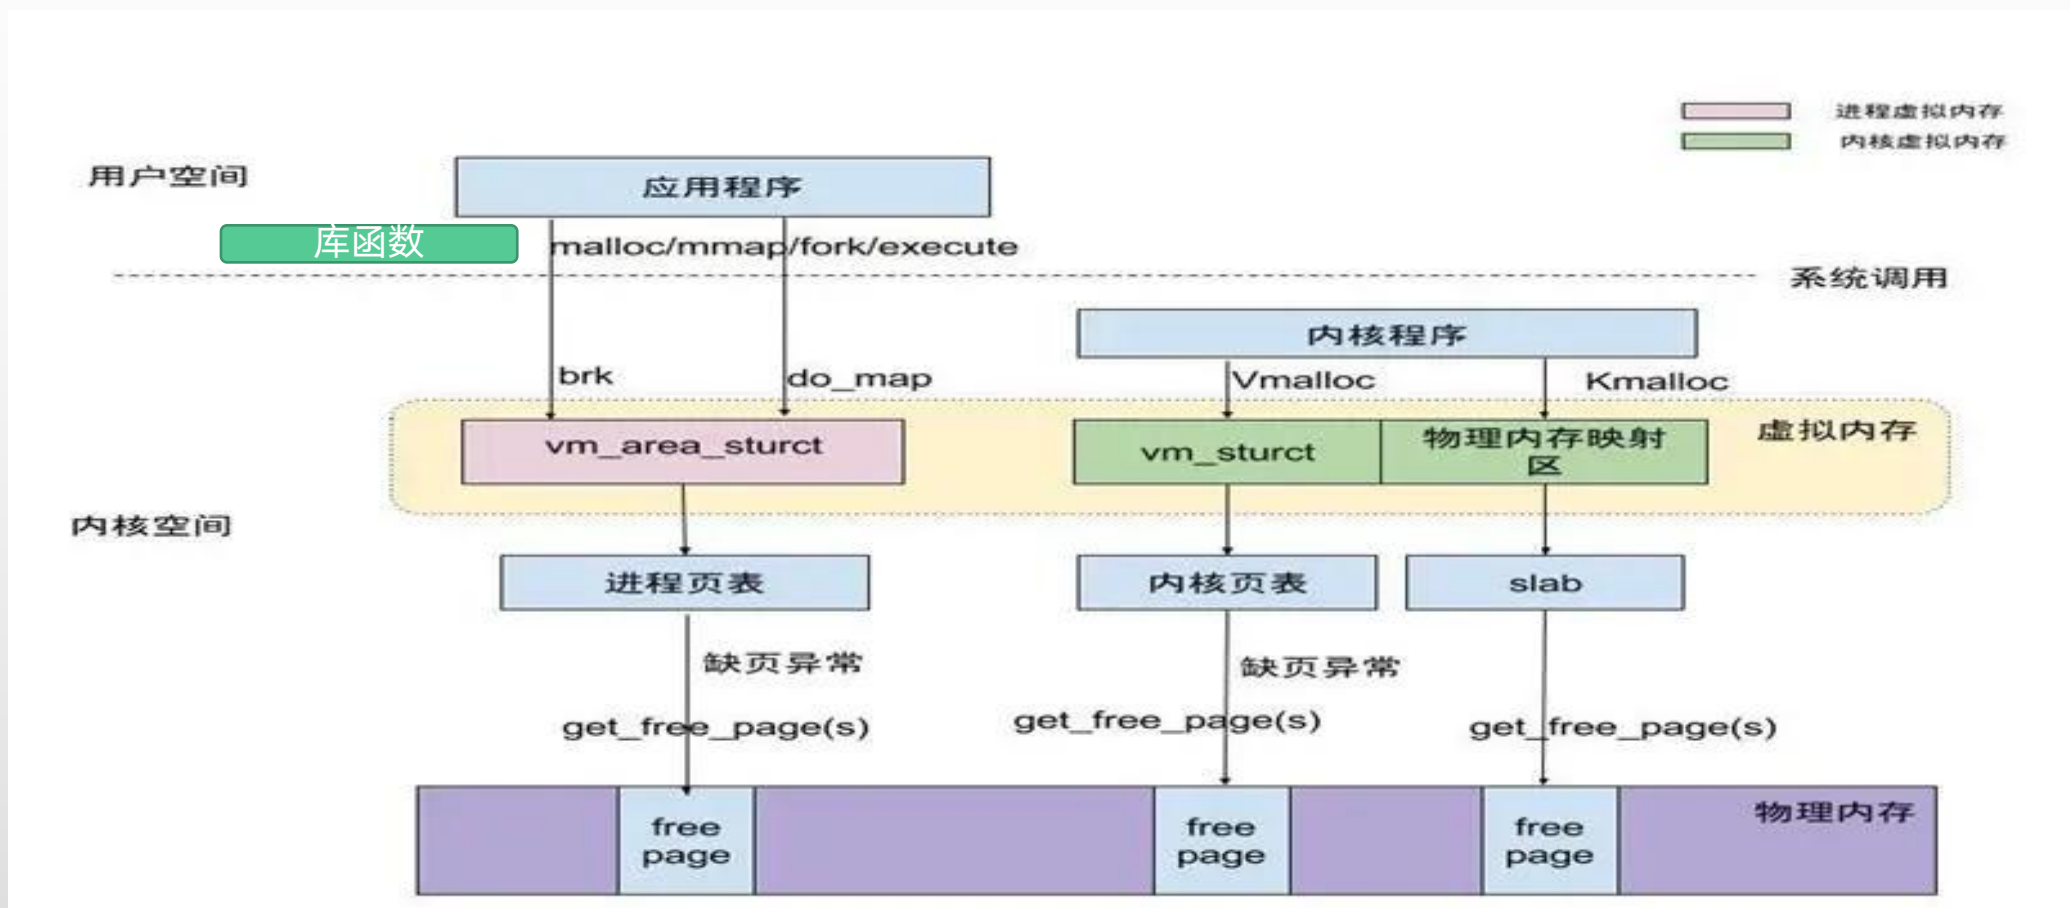 进程虚拟内存
内核虚拟内存
用户空间
应用程序
库函数
malloc/mmap/fork/execute
系统调用
内核程序
brk
do_map
Vmalloc
Kmalloc
vm_area_sturct
vm_sturct
物理内存映射
区
虚拟内存
内核空间
进程页表
内核页表
slab
缺页异常
缺页异常
get_free_page(s)
get_free_page(s)
get_free_page(s)
free
page
free
page
free
page
物理内存